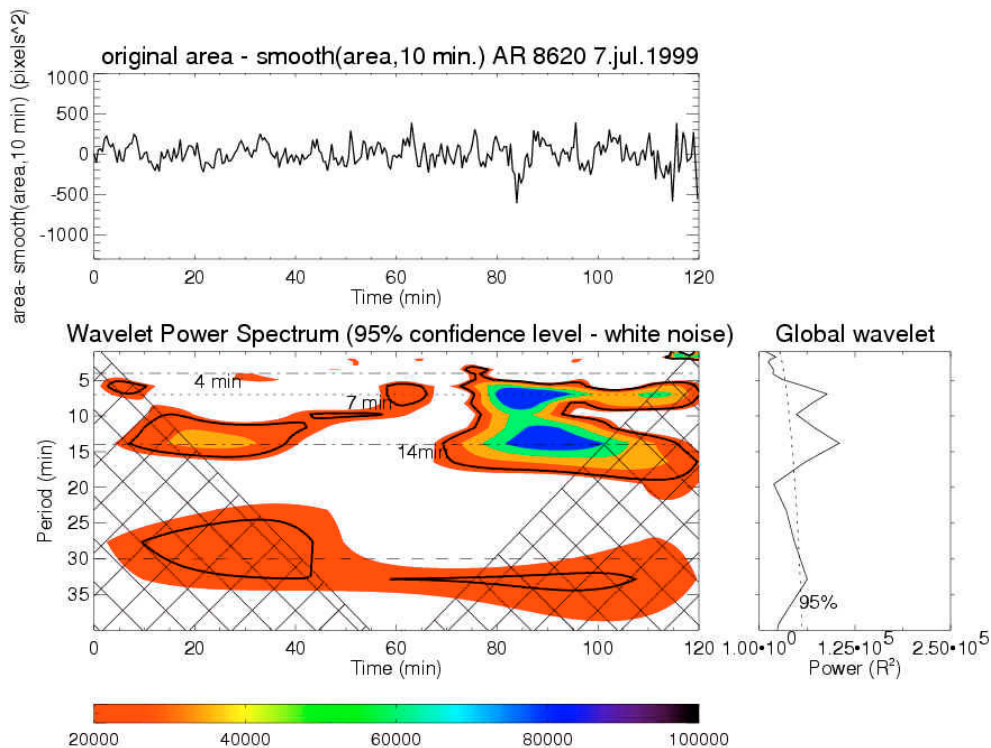 original area - smooth(area,10 min.) AR 8620 7.jul.1999
area- smooth(area,10 min) (pixels^2)
1000
500
0
-500
-1000
0 20 40 60 80 100 120
Time (min)
Wavelet Power Spectrum (95% confidence level - white noise)
Global wavelet
Period (min)
5
10
15
20
25
30
35
4 min
7 min
14min
0 20 40 60 80 100 120
Time (min)
95%
1.00•10^0 1.25•10^5 2.50•10^5
Power (R²)
20000 40000 60000 80000 100000